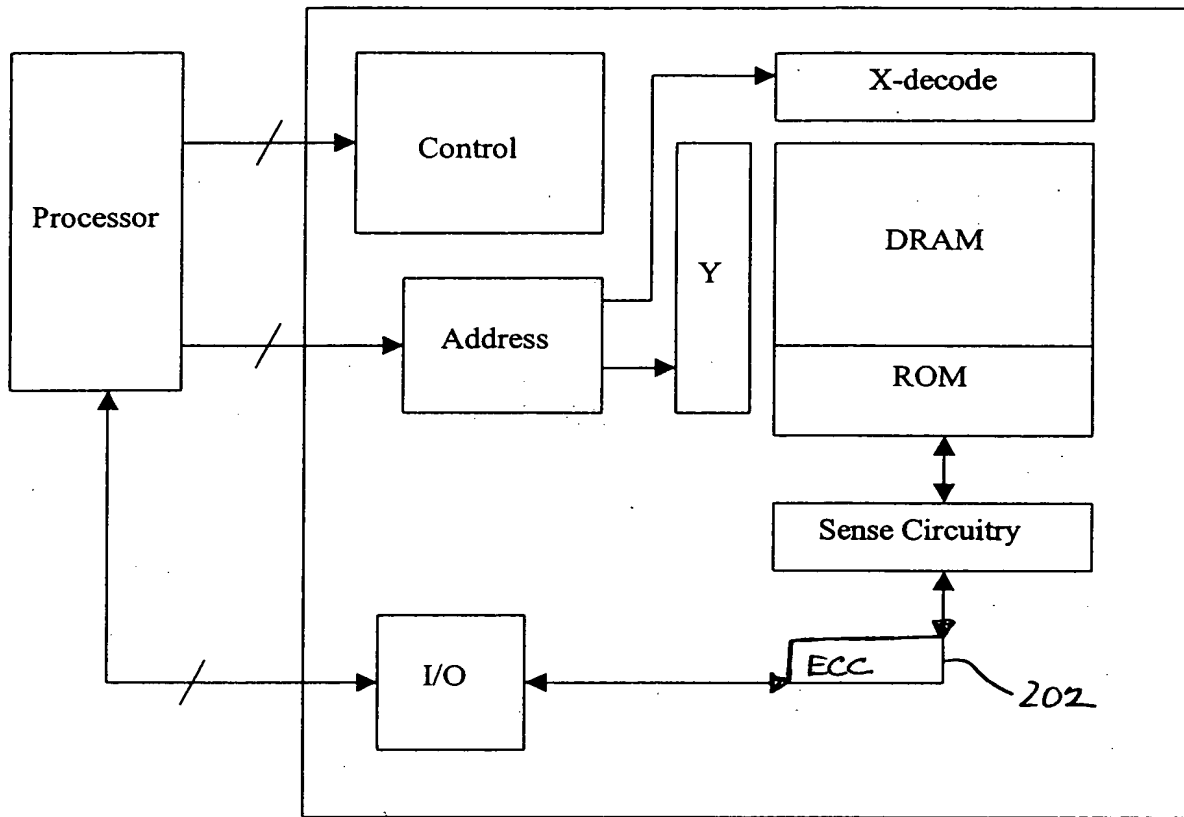 X-decode
Control
Processor
DRAM
Y
Address
ROM
Sense Circuitry
I/O
ECC
202